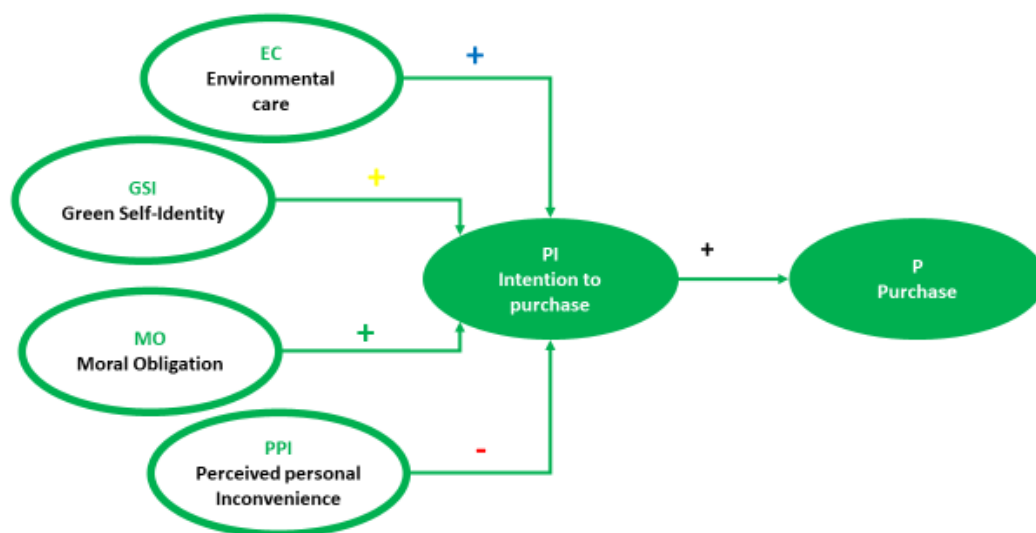 EC
Environmental
care
+
GSI
Green Self-Identity
+
PI
Intention to
purchase
+
P
Purchase
MO
Moral Obligation
+
PPI
Perceived personal
Inconvenience
-